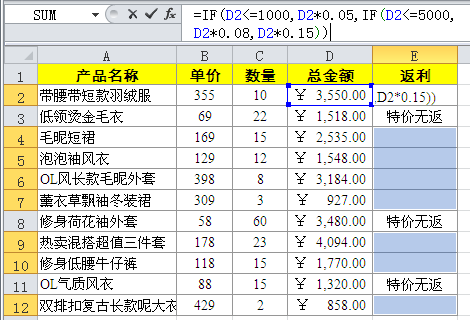 SUM =IF(D2<=1000,D2*0.05,IF(D2<=5000,
D2*0.08,D2*0.15))
A B C D E
1 产品名称 单价 数量 总金额 返利
2 带腰带短款羽绒服 355 10 ¥ 3,550.00 D2*0.15))
3 低领烫金毛衣 69 22 ¥ 1,518.00 特价无返
4 毛昵短裙 169 15 ¥ 2,535.00
5 泡泡袖风衣 129 12 ¥ 1,548.00
6 OL风长款毛昵外套 398 8 ¥ 3,184.00
7 薰衣草飘袖冬装裙 309 3 ¥ 927.00
8 修身荷花袖外套 58 60 ¥ 3,480.00 特价无返
9 热卖混搭超值三件套 178 23 ¥ 4,094.00
10 修身低腰牛仔裤 118 15 ¥ 1,770.00
11 OL气质风衣 88 15 ¥ 1,320.00 特价无返
12 双排扣复古长款呢大衣 429 2 ¥ 858.00